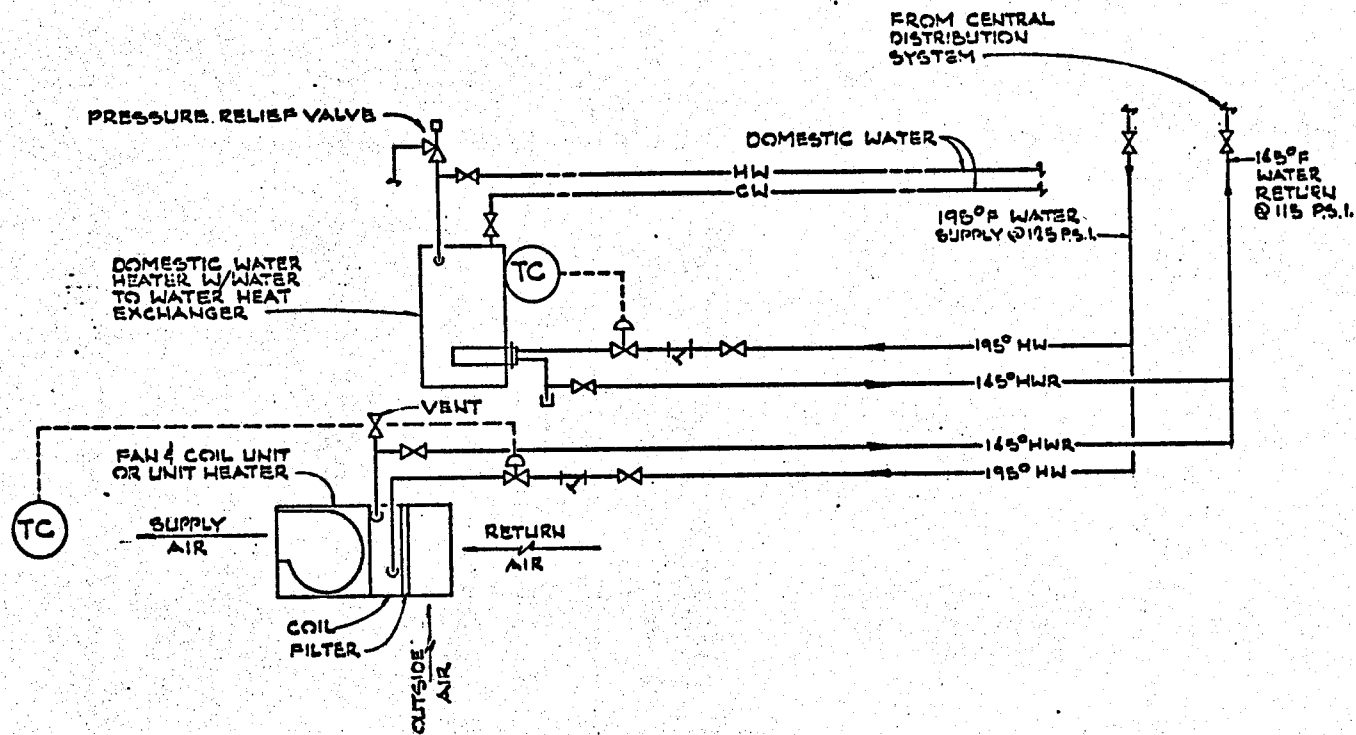 FROM CENTRAL
DISTRIBUTION
SYSTEM
PRESSURE RELIEF VALVE
DOMESTIC WATER
HW
CW
165°F
WATER
RETURN
@ 115 P.S.I.
195°F WATER
SUPPLY @ 125 P.S.I.
DOMESTIC WATER
HEATER W/WATER
TO WATER HEAT
EXCHANGER
TC
195° HW
165° HWR
VENT
165° HWR
195° HW
FAN & COIL UNIT
OR UNIT HEATER
TC
SUPPLY
AIR
RETURN
AIR
COIL
FILTER
OUTSIDE
AIR